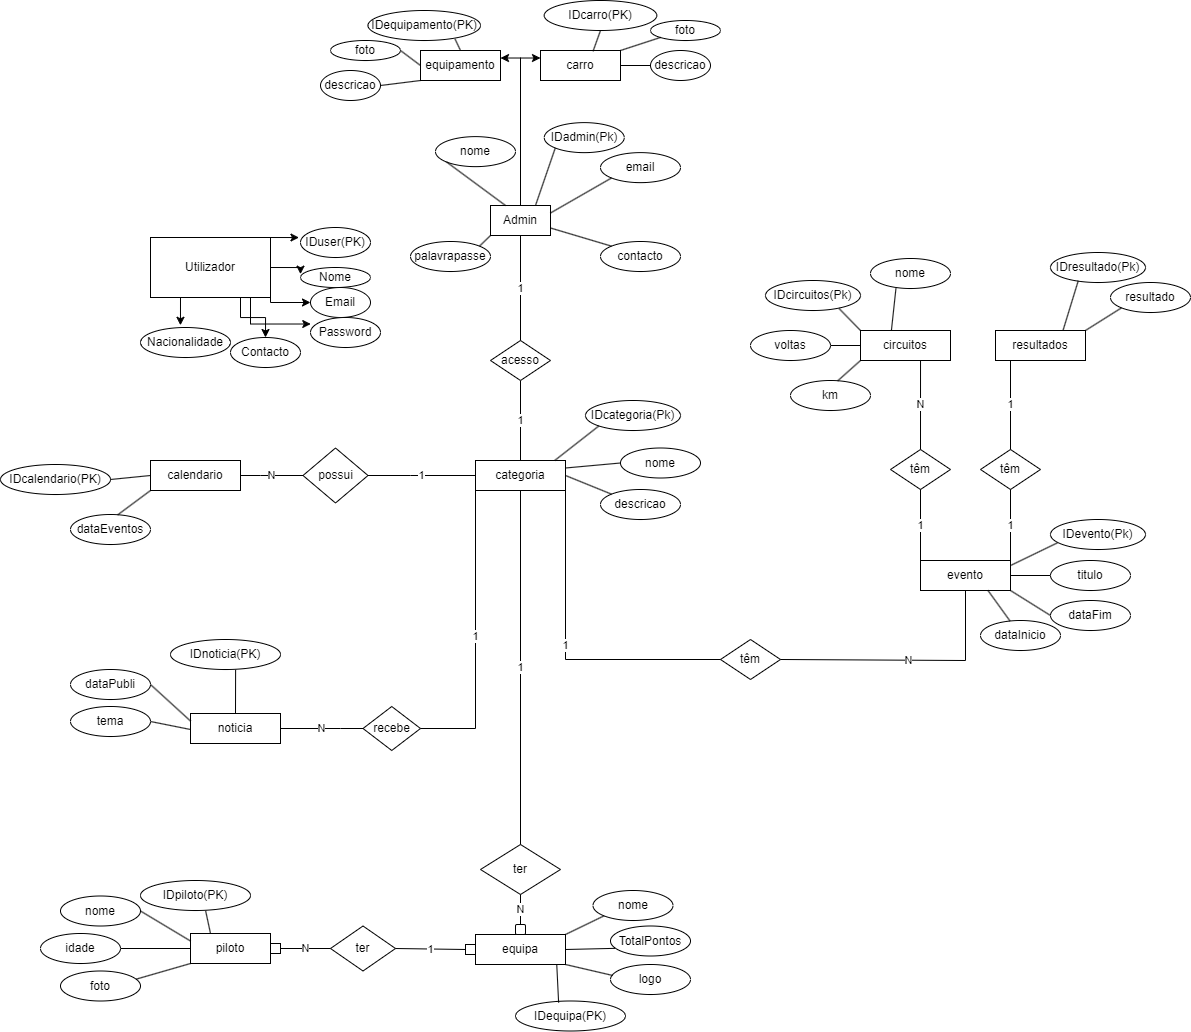 IDequipamento(PK)
IDcarro(PK)
foto
foto
equipamento
carro
descricao
descricao
nome
IDadmin(Pk)
email
Admin
palavrapasse
contacto
IDuser(PK)
Utilizador
Nome
Email
Password
Nacionalidade
Contacto
1
acesso
1
nome
IDcircuitos(Pk)
IDresultado(Pk)
resultado
voltas
circuitos
resultados
km
N
1
têm
têm
1
1
IDcategoria(Pk)
nome
descricao
IDcalendario(PK)
calendario
N
possui
1
categoria
dataEventos
IDevento(Pk)
evento
titulo
dataFim
dataInicio
1
1
têm
N
1
IDnoticia(PK)
dataPubli
tema
noticia
N
recebe
ter
N
IDpiloto(PK)
nome
idade
foto
piloto
N
ter
1
equipa
nome
TotalPontos
logo
IDequipa(PK)